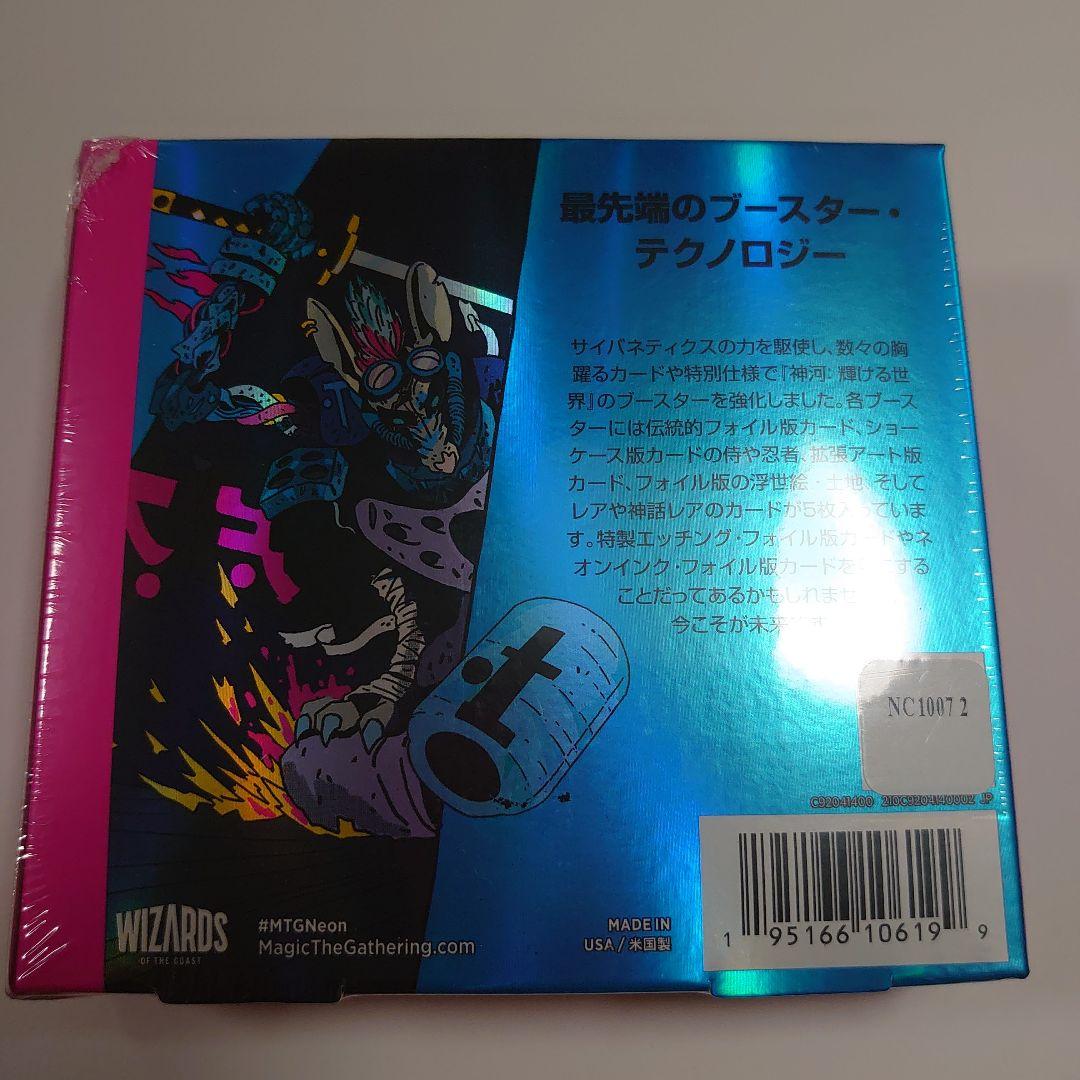 最先端のブースター・
テクノロジー
サイバネティクスの力を駆使し、数々の胸
躍るカードや特別仕様で『神河: 輝ける世
界』のブースターを強化しました。各ブース
ターには伝統的フォイル版カード、ショー
ケース版カードの侍や忍者、拡張アート版
カード、フォイル版の浮世絵・土地、そして
レアや神話レアのカードが5枚入っていま
す。特製エッチング・フォイル版カードやネ
オンインク・フォイル版カードを手にする
ことだってあるかもしれません。
今こそが未来です
NC1007 2
C92041400 210C9204140002 JP
WIZARDS
OF THE COAST
#MTGNeon
MagicTheGathering.com
MADE IN
USA / 米国製
1 95166 10619 9